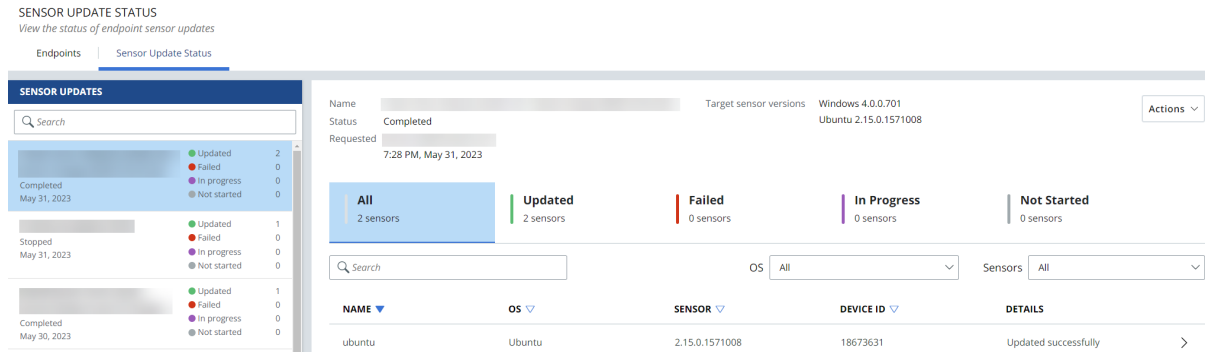 SENSOR UPDATE STATUS
View the status of endpoint sensor updates
Endpoints Sensor Update Status
SENSOR UPDATES
Search
Updated 2
Failed 0
In progress 0
Not started 0
Completed
May 31, 2023
Updated 1
Failed 0
In progress 0
Not started 0
Stopped
May 31, 2023
Updated 1
Failed 0
In progress 0
Not started 0
Completed
May 30, 2023
Name
Status Completed
Requested
7:28 PM, May 31, 2023
Target sensor versions Windows 4.0.0.701
Ubuntu 2.15.0.1571008
Actions
All
2 sensors
Updated
2 sensors
Failed
0 sensors
In Progress
0 sensors
Not Started
0 sensors
Search
OS All
Sensors All
NAME OS SENSOR DEVICE ID DETAILS
ubuntu Ubuntu 2.15.0.1571008 18673631 Updated successfully